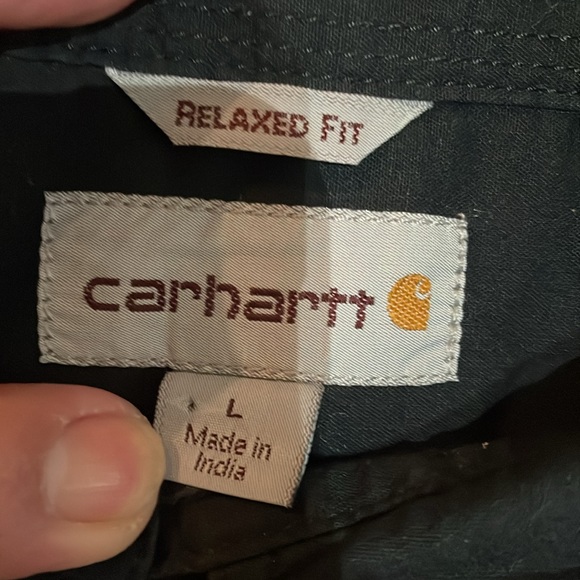 RELAXED FIT
carhartt
L
Made in
India